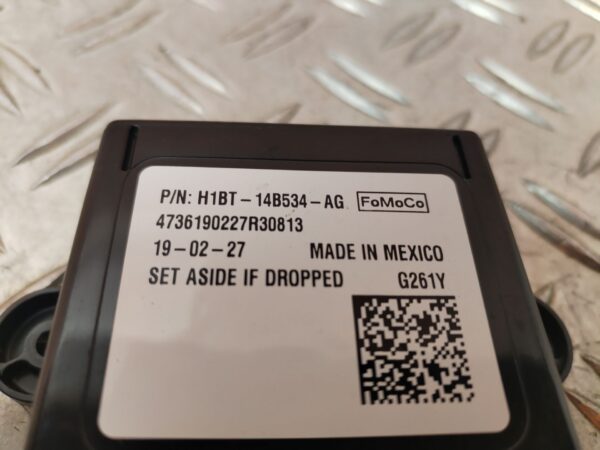 P/N: H1BT-14B534-AG FoMoCo
4736190227R30813
19-02-27 MADE IN MEXICO
SET ASIDE IF DROPPED G261Y